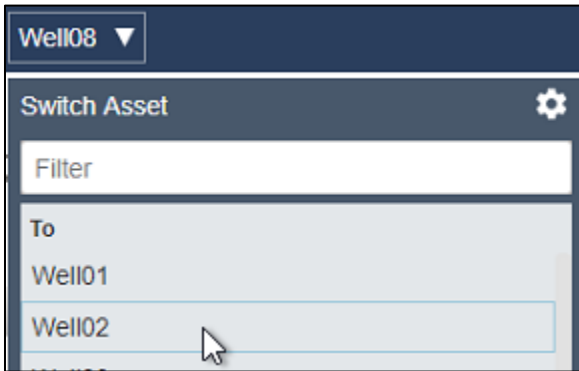 Well08 ▼
Switch Asset
Filter
To
Well01
Well02